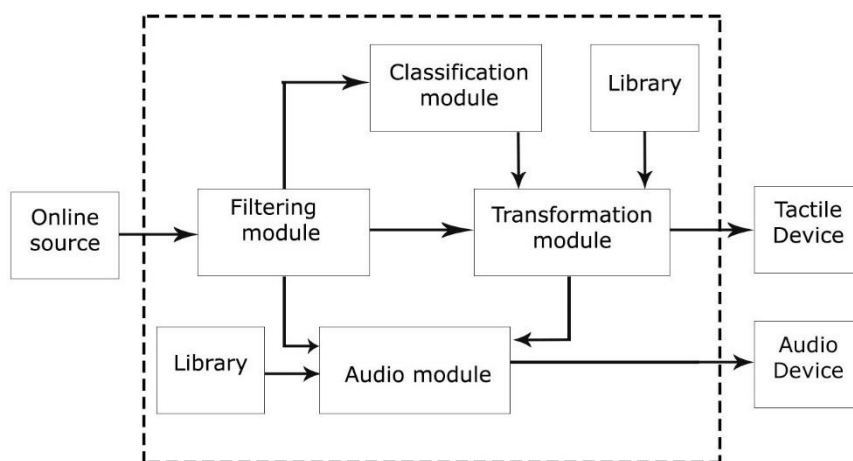 Classification
module
Library
Online
source
Filtering
module
Transformation
module
Tactile
Device
Library
Audio module
Audio
Device